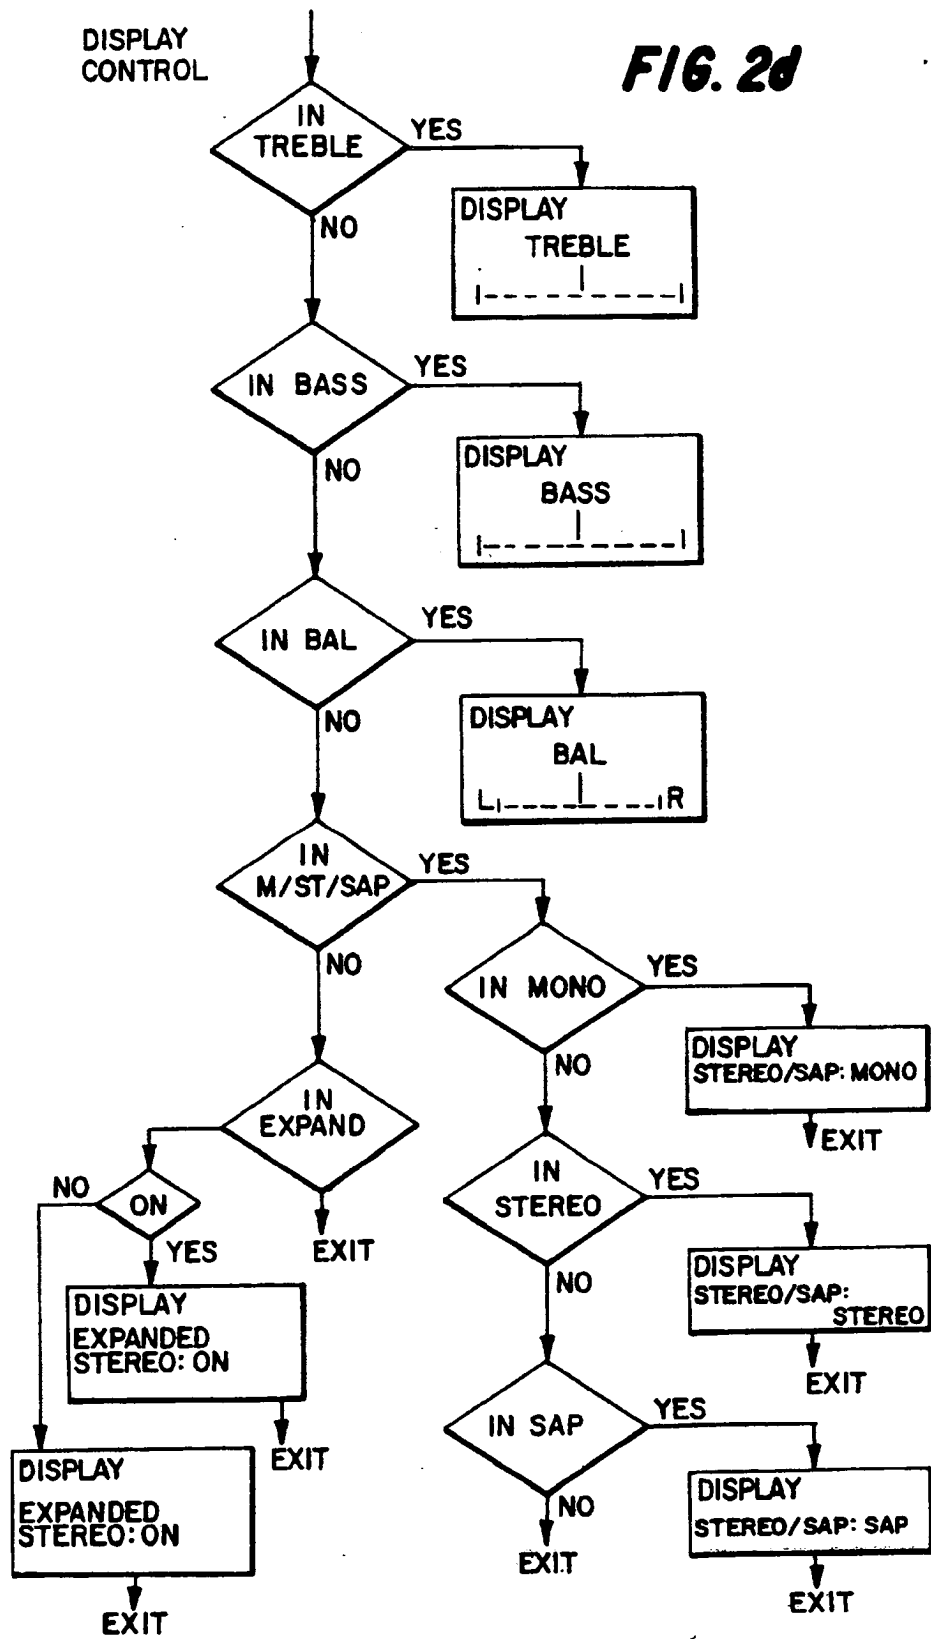 DISPLAY
CONTROL
FIG. 2d
IN
TREBLE
YES
NO
DISPLAY
TREBLE
IN BASS
YES
NO
DISPLAY
BASS
IN BAL
YES
NO
DISPLAY
BAL
L R
IN
M/ST/SAP
YES
NO
IN MONO
YES
NO
DISPLAY
STEREO/SAP: MONO
EXIT
IN
EXPAND
EXIT
NO
ON
YES
IN
STEREO
YES
NO
DISPLAY
STEREO/SAP:
STEREO
EXIT
DISPLAY
EXPANDED
STEREO: ON
EXIT
IN SAP
YES
NO
EXIT
DISPLAY
STEREO/SAP: SAP
EXIT
DISPLAY
EXPANDED
STEREO: ON
EXIT